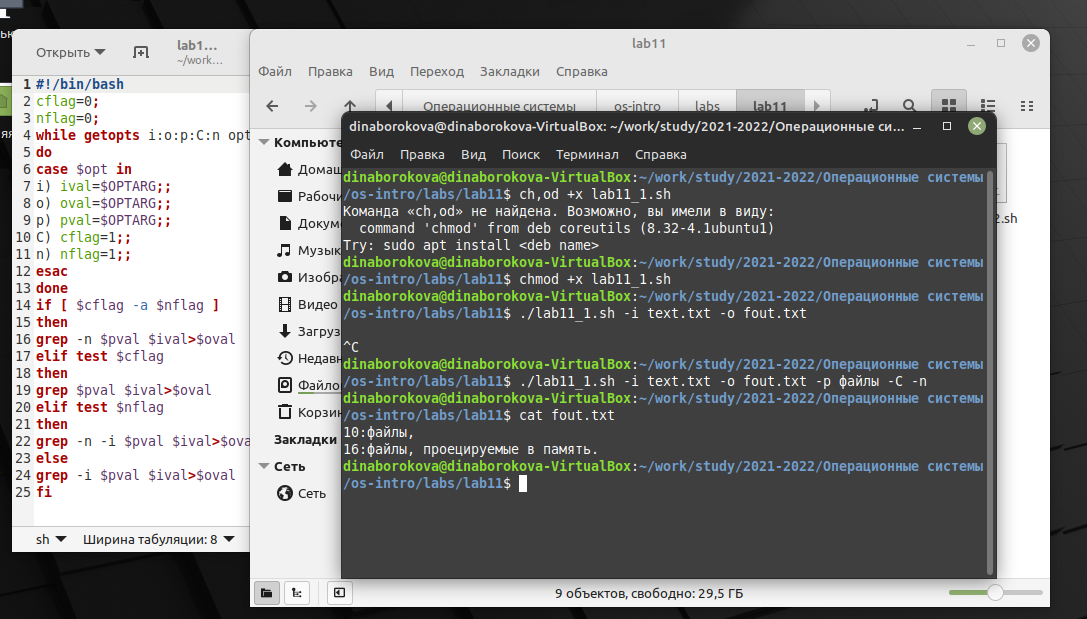 Открыть
lab1…
~/work…
1 #!/bin/bash
2 cflag=0;
3 nflag=0;
4 while getopts i:o:p:C:n opt
5 do
6 case $opt in
7 i) ival=$OPTARG;;
8 o) oval=$OPTARG;;
9 p) pval=$OPTARG;;
10 C) cflag=1;;
11 n) nflag=1;;
12 esac
13 done
14 if [ $cflag -a $nflag ]
15 then
16 grep -n $pval $ival>$oval
17 elif test $cflag
18 then
19 grep $pval $ival>$oval
20 elif test $nflag
21 then
22 grep -n -i $pval $ival>$ova
23 else
24 grep -i $pval $ival>$oval
25 fi
sh
Ширина табуляции: 8
lab11
Файл Правка Вид Переход Закладки Справка
Операционные системы os-intro labs lab11
Компьюте
Домаш
Рабочи
Докум
Музык
Изобра
Видео
Загруз
Недавн
Файло
Корзин
Закладки
Сеть
Сеть
2.sh
9 объектов, свободно: 29,5 ГБ
dinaborokova@dinaborokova-VirtualBox: ~/work/study/2021-2022/Операционные си…
Файл Правка Вид Поиск Терминал Справка
dinaborokova@dinaborokova-VirtualBox:~/work/study/2021-2022/Операционные системы
/os-intro/labs/lab11$ ch,od +x lab11_1.sh
Команда «ch,od» не найдена. Возможно, вы имели в виду:
command 'chmod' from deb coreutils (8.32-4.1ubuntu1)
Try: sudo apt install <deb name>
dinaborokova@dinaborokova-VirtualBox:~/work/study/2021-2022/Операционные системы
/os-intro/labs/lab11$ chmod +x lab11_1.sh
dinaborokova@dinaborokova-VirtualBox:~/work/study/2021-2022/Операционные системы
/os-intro/labs/lab11$ ./lab11_1.sh -i text.txt -o fout.txt
^C
dinaborokova@dinaborokova-VirtualBox:~/work/study/2021-2022/Операционные системы
/os-intro/labs/lab11$ ./lab11_1.sh -i text.txt -o fout.txt -p файлы -C -n
dinaborokova@dinaborokova-VirtualBox:~/work/study/2021-2022/Операционные системы
/os-intro/labs/lab11$ cat fout.txt
10:файлы,
16:файлы, проецируемые в память.
dinaborokova@dinaborokova-VirtualBox:~/work/study/2021-2022/Операционные системы
/os-intro/labs/lab11$